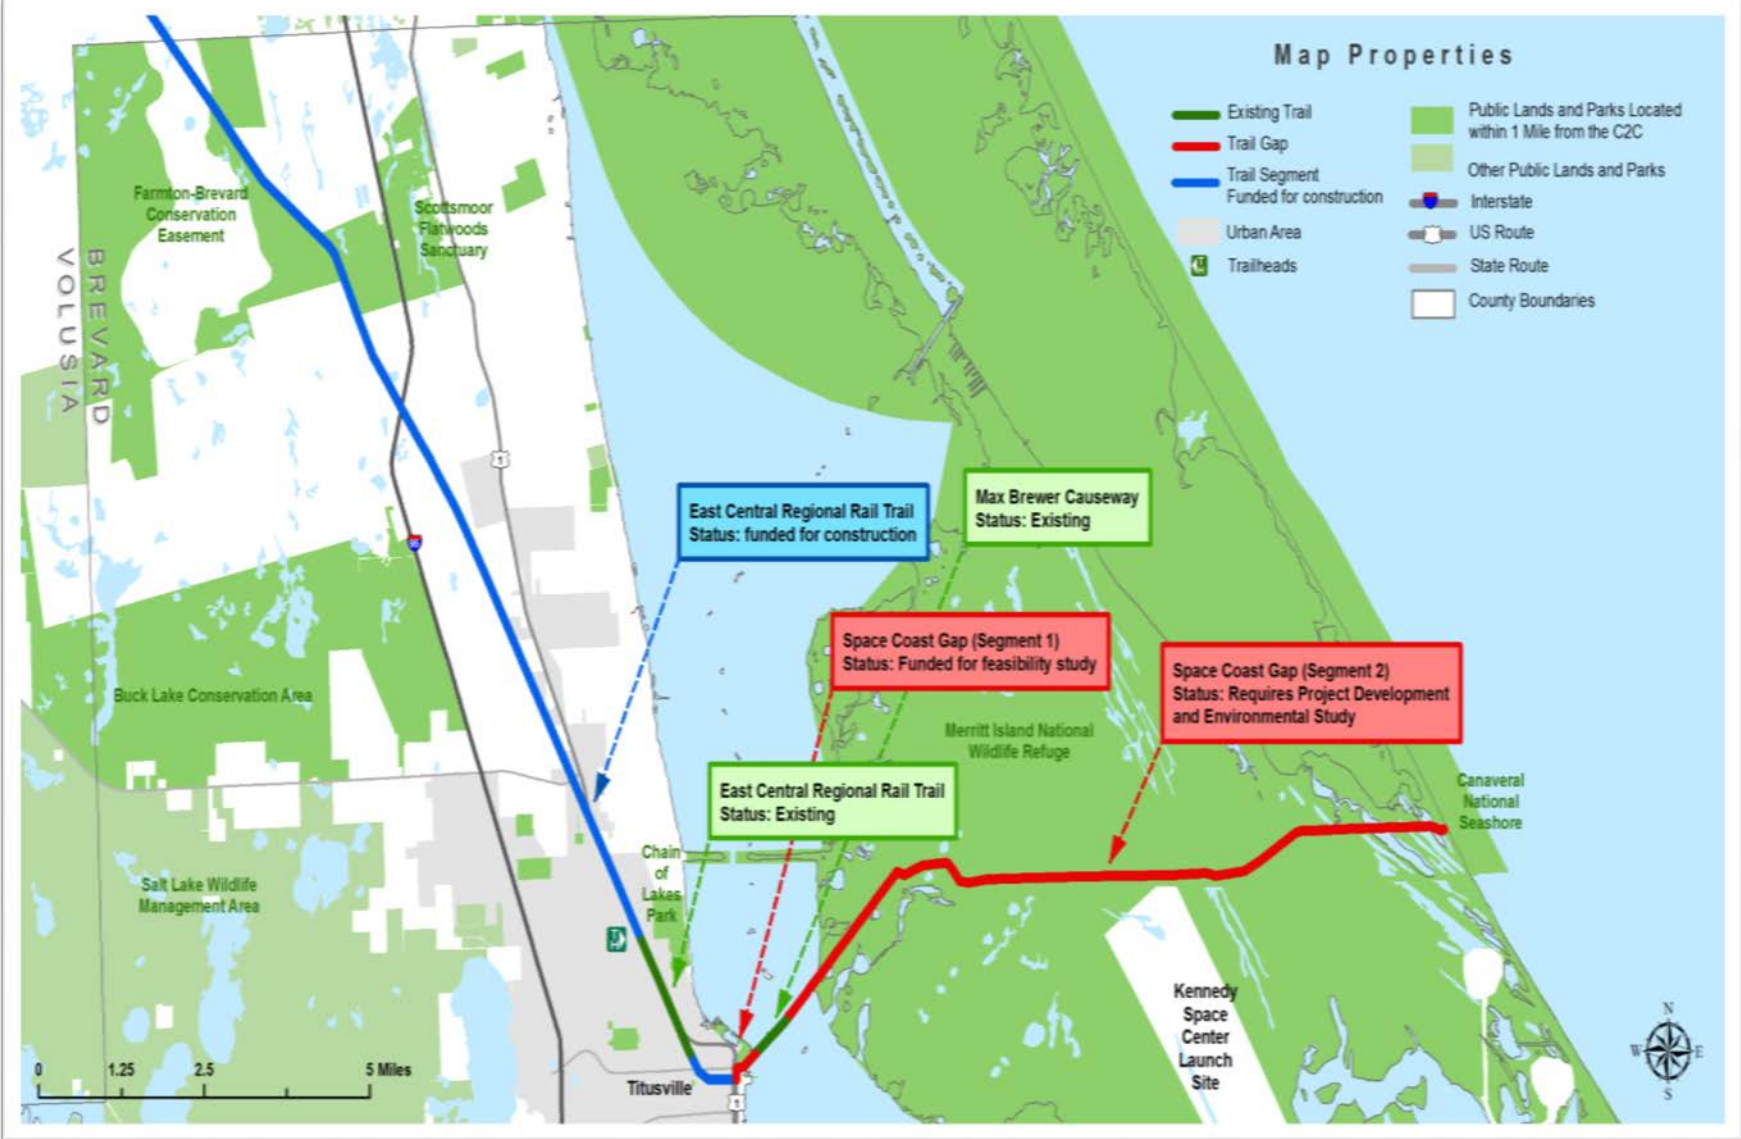 Map Properties
Existing Trail
Trail Gap
Trail Segment
Funded for construction
Urban Area
Trailheads
Public Lands and Parks Located
within 1 Mile from the C2C
Other Public Lands and Parks
Interstate
US Route
State Route
County Boundaries
Farmton-Brevard
Conservation
Easement
Scottsmoor
Flatwoods
Sanctuary
BREVARD
VOLUSIA
1
95
East Central Regional Rail Trail
Status: funded for construction
Max Brewer Causeway
Status: Existing
Space Coast Gap (Segment 1)
Status: Funded for feasibility study
Space Coast Gap (Segment 2)
Status: Requires Project Development
and Environmental Study
Buck Lake Conservation Area
Merritt Island National
Wildlife Refuge
East Central Regional Rail Trail
Status: Existing
Canaveral
National
Seashore
Chain
of
Lakes
Park
Salt Lake Wildlife
Management Area
Kennedy
Space
Center
Launch
Site
N
W E
S
0 1.25 2.5 5 Miles
Titusville
1